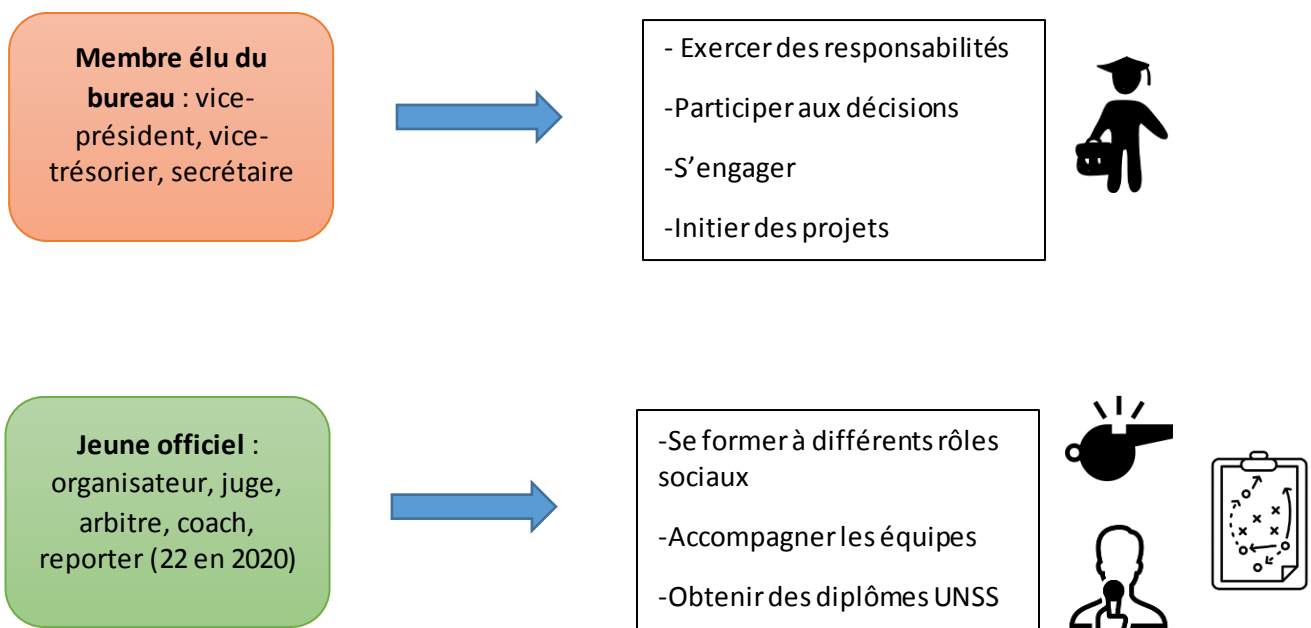 Membre élu du
bureau : vice-
président, vice-
trésorier, secrétaire
- Exercer des responsabilités
-Participer aux décisions
-S’engager
-Initier des projets
Jeune officiel :
organisateur, juge,
arbitre, coach,
reporter (22 en 2020)
-Se former à différents rôles
sociaux
-Accompagner les équipes
-Obtenir des diplômes UNSS